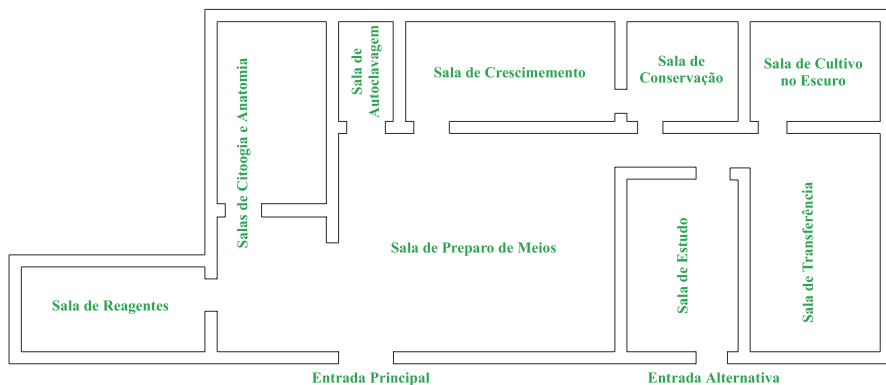 Sala de
Autoclavagem
Sala de Crescimemento
Sala de
Conservação
Sala de Cultivo
no Escuro
Salas de Citoogia e Anatomia
Sala de Preparo de Meios
Sala de Estudo
Sala de Transferência
Sala de Reagentes
Entrada Principal
Entrada Alternativa